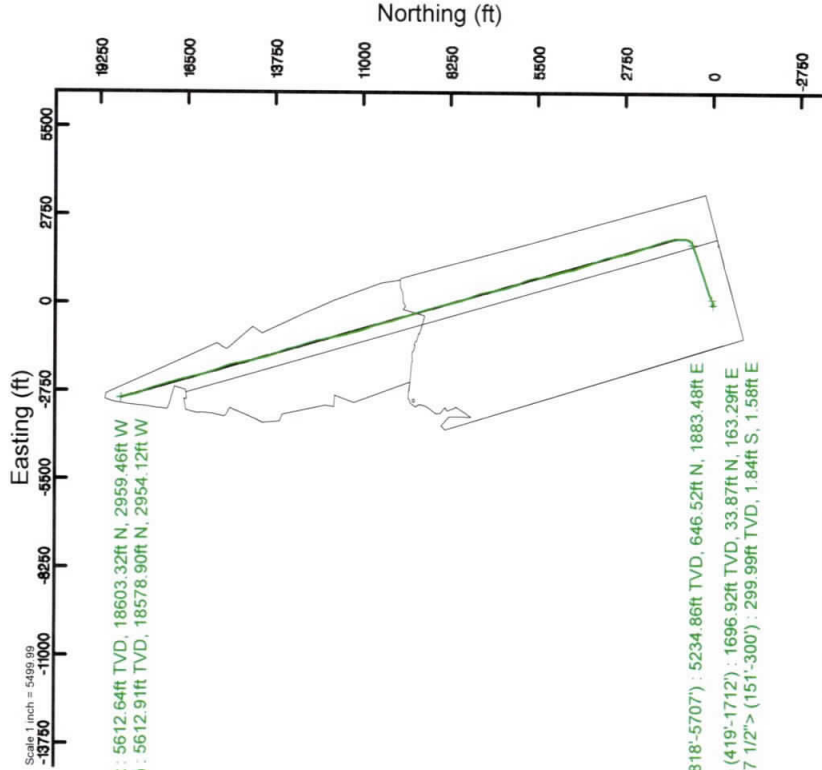 Northing (ft)
19250
16500
13750
11000
8250
5500
2750
0
-2750
Easting (ft)
5500
2750
0
-2750
-5500
-8250
-11000
-13750
Scale 1 inch = 5499.99
: 5612.64ft TVD, 18603.32ft N, 2959.46ft W
) : 5612.91ft TVD, 18578.90ft N, 2954.12ft W
318'-5707') : 5234.86ft TVD, 646.52ft N, 1883.48ft E
(419'-1712') : 1696.92ft TVD, 33.87ft N, 163.29ft E
7 1/2"> (151'-300') : 299.99ft TVD, 1.84ft S, 1.58ft E